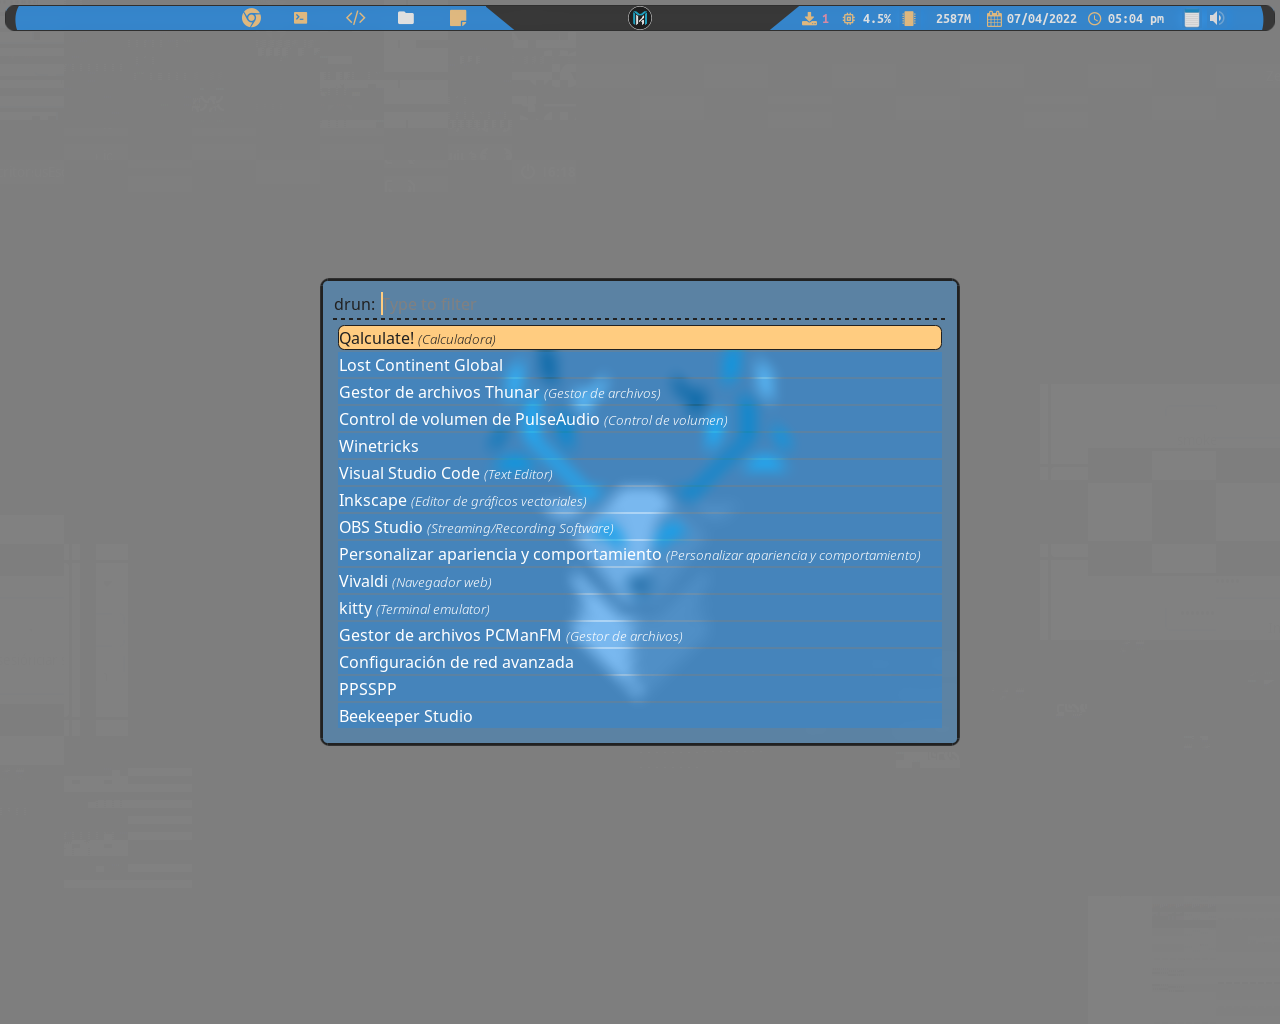 1 4.5% 2587M 07/04/2022 05:04 pm
drun: Type to filter
Qalculate! (Calculadora)
Lost Continent Global
Gestor de archivos Thunar (Gestor de archivos)
Control de volumen de PulseAudio (Control de volumen)
Winetricks
Visual Studio Code (Text Editor)
Inkscape (Editor de gráficos vectoriales)
OBS Studio (Streaming/Recording Software)
Personalizar apariencia y comportamiento (Personalizar apariencia y comportamiento)
Vivaldi (Navegador web)
kitty (Terminal emulator)
Gestor de archivos PCManFM (Gestor de archivos)
Configuración de red avanzada
PPSSPP
Beekeeper Studio